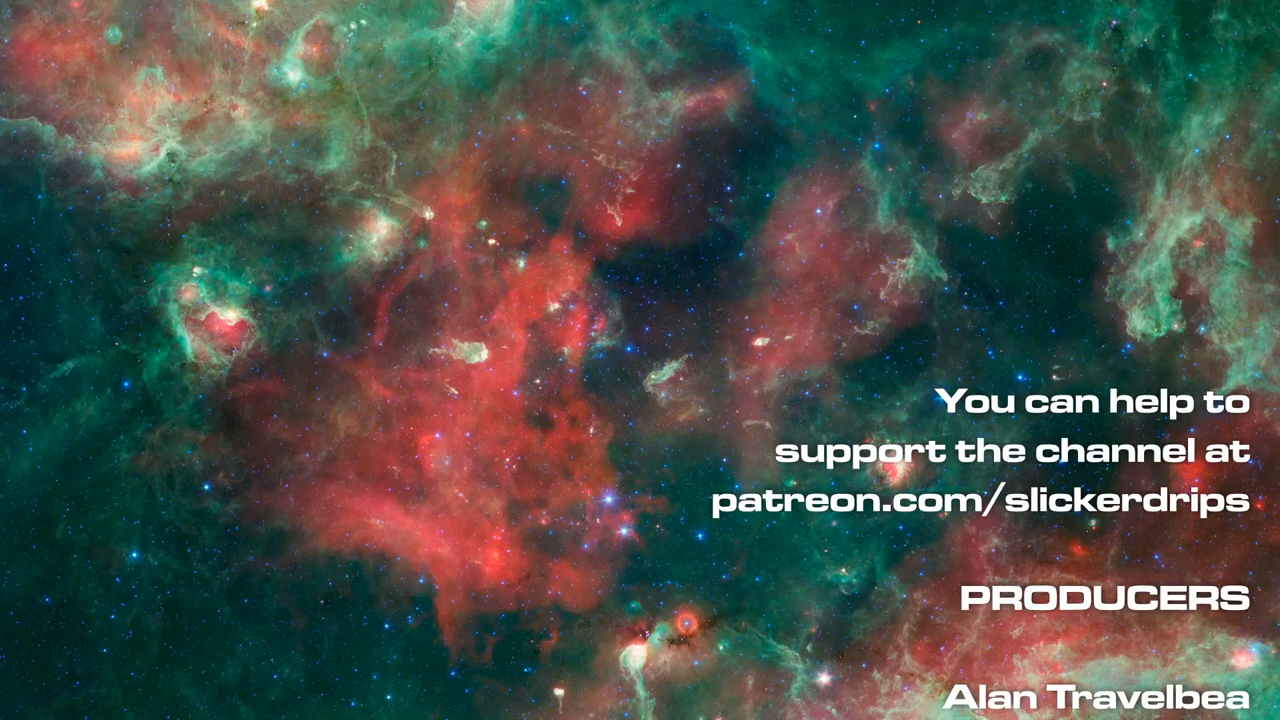 You can help to
support the channel at
patreon.com/slickerdrips
PRODUCERS
Alan Travelbea